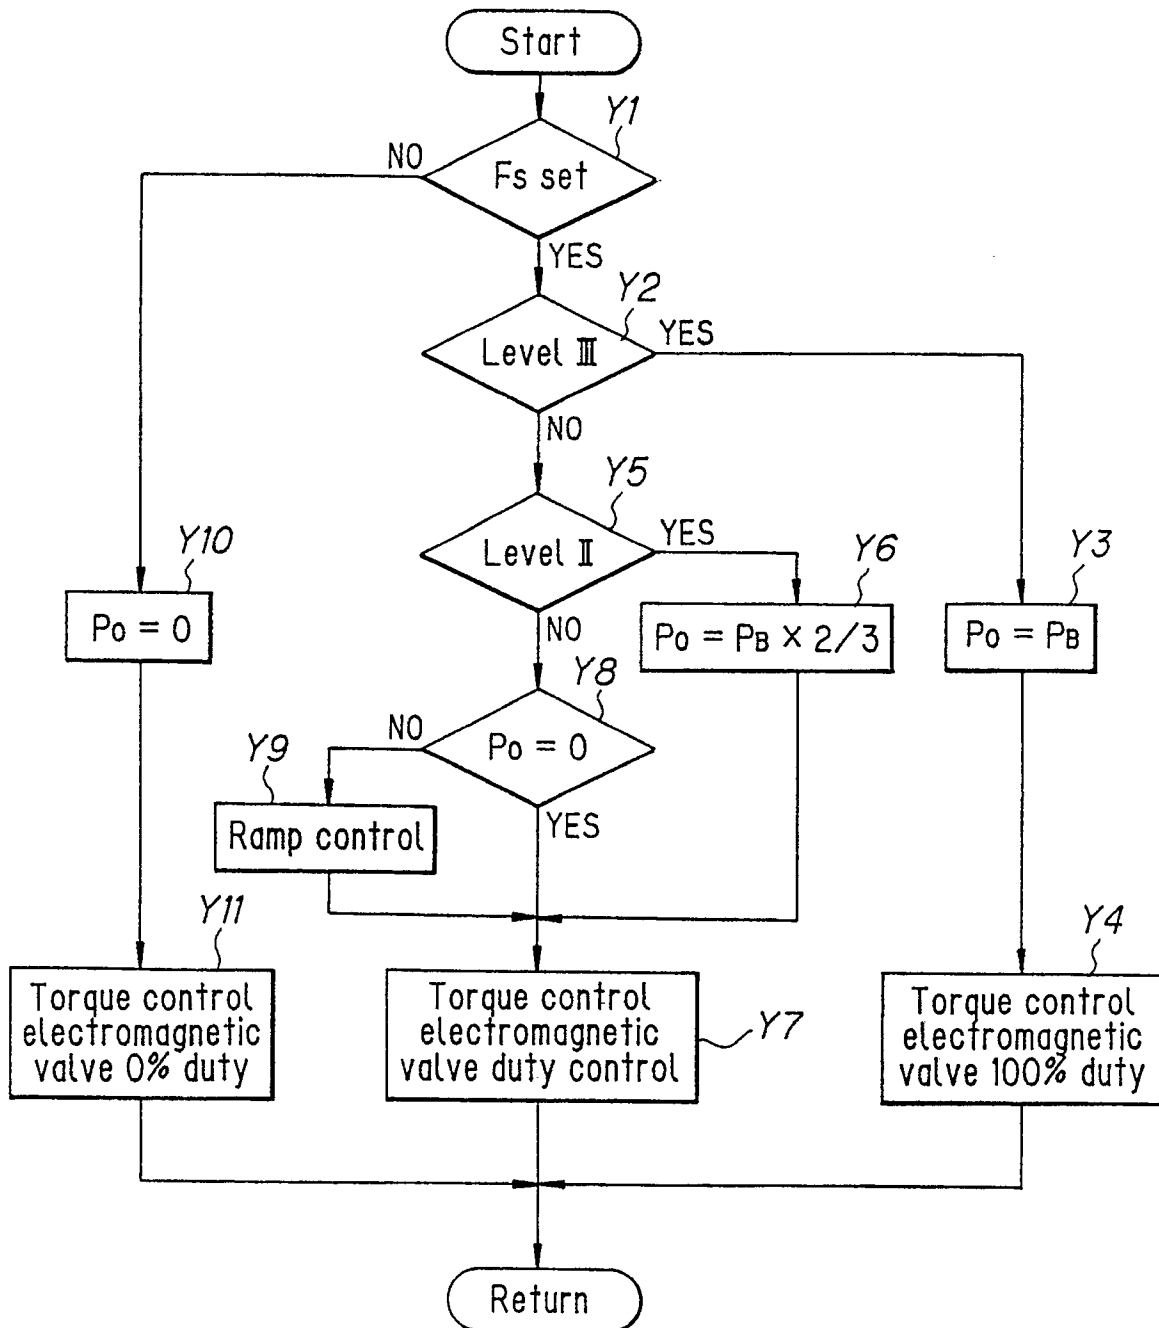 Start
Y1
NO
Fs set
YES
Y2
YES
Level III
NO
Y5
YES
Level II
NO
Y10
Po = 0
Y6
Po = PB × 2/3
Y3
Po = PB
Y8
NO
Po = 0
YES
Y9
Ramp control
Y11
Torque control
electromagnetic
valve 0% duty
Torque control
electromagnetic
valve duty control
Y7
Y4
Torque control
electromagnetic
valve 100% duty
Return